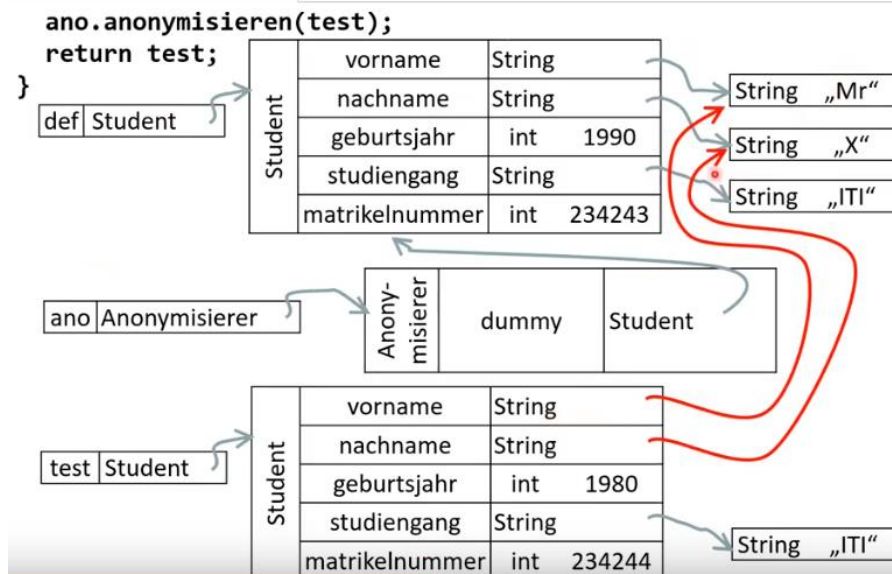 ano.anonymisieren(test);
return test;
}
def Student
Student
vorname String
nachname String
geburtsjahr int 1990
studiengang String
matrikelnummer int 234243
String „Mr“
String „X“
String „ITI“
ano Anonymisierer
Anony-
misierer
dummy Student
test Student
Student
vorname String
nachname String
geburtsjahr int 1980
studiengang String
matrikelnummer int 234244
String „ITI“